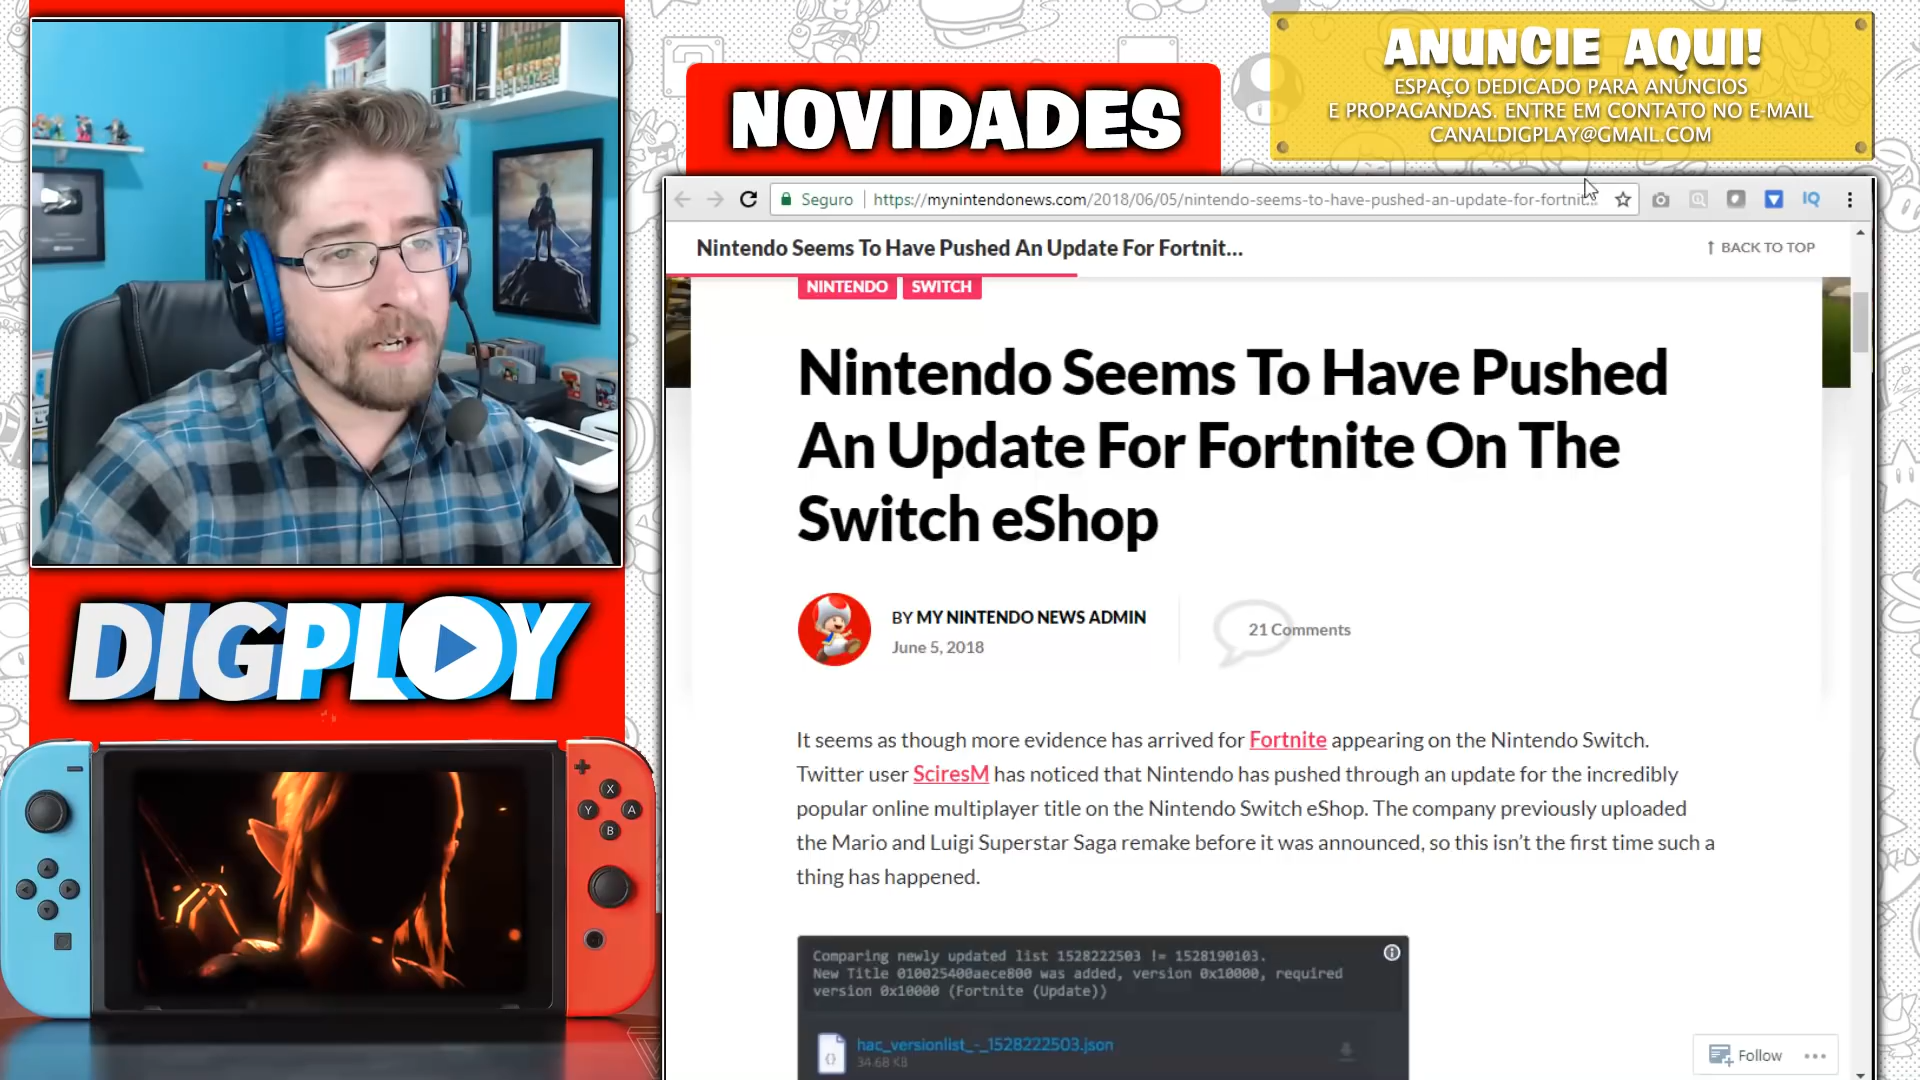 NOVIDADES
ANUNCIE AQUI!
ESPAÇO DEDICADO PARA ANÚNCIOS
E PROPAGANDAS. ENTRE EM CONTATO NO E-MAIL
CANALDIGPLAY@GMAIL.COM
Seguro
https://mynintendonews.com/2018/06/05/nintendo-seems-to-have-pushed-an-update-for-fortnit...
IQ
Nintendo Seems To Have Pushed An Update For Fortnit...
↑ BACK TO TOP
NINTENDO SWITCH
Nintendo Seems To Have Pushed
An Update For Fortnite On The
Switch eShop
BY MY NINTENDO NEWS ADMIN
June 5, 2018
21 Comments
It seems as though more evidence has arrived for Fortnite appearing on the Nintendo Switch.
Twitter user SciresM has noticed that Nintendo has pushed through an update for the incredibly
popular online multiplayer title on the Nintendo Switch eShop. The company previously uploaded
the Mario and Luigi Superstar Saga remake before it was announced, so this isn't the first time such a
thing has happened.
Comparing newly updated list 1528222503 != 1528190103.
New Title 010025400aece800 was added, version 0x10000, required
version 0x10000 (Fortnite (Update))
hac_versionlist_-_1528222503.json
34.68 KB
Follow
DIGPLAY
X
Y
A
B